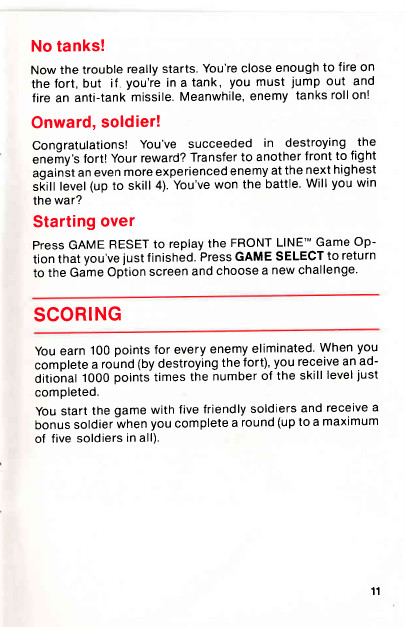 No tanks!
Now the trouble really starts. You're close enough to fire on
the fort, but if you're in a tank, you must jump out and
fire an anti-tank missile. Meanwhile, enemy tanks roll on!
Onward, soldier!
Congratulations! You've succeeded in destroying the
enemy's fort! Your reward? Transfer to another front to fight
against an even more experienced enemy at the next highest
skill level (up to skill 4). You've won the battle. Will you win
the war?
Starting over
Press GAME RESET to replay the FRONT LINE™ Game Op-
tion that you've just finished. Press GAME SELECT to return
to the Game Option screen and choose a new challenge.
SCORING
You earn 100 points for every enemy eliminated. When you
complete a round (by destroying the fort), you receive an ad-
ditional 1000 points times the number of the skill level just
completed.
You start the game with five friendly soldiers and receive a
bonus soldier when you complete a round (up to a maximum
of five soldiers in all).
11